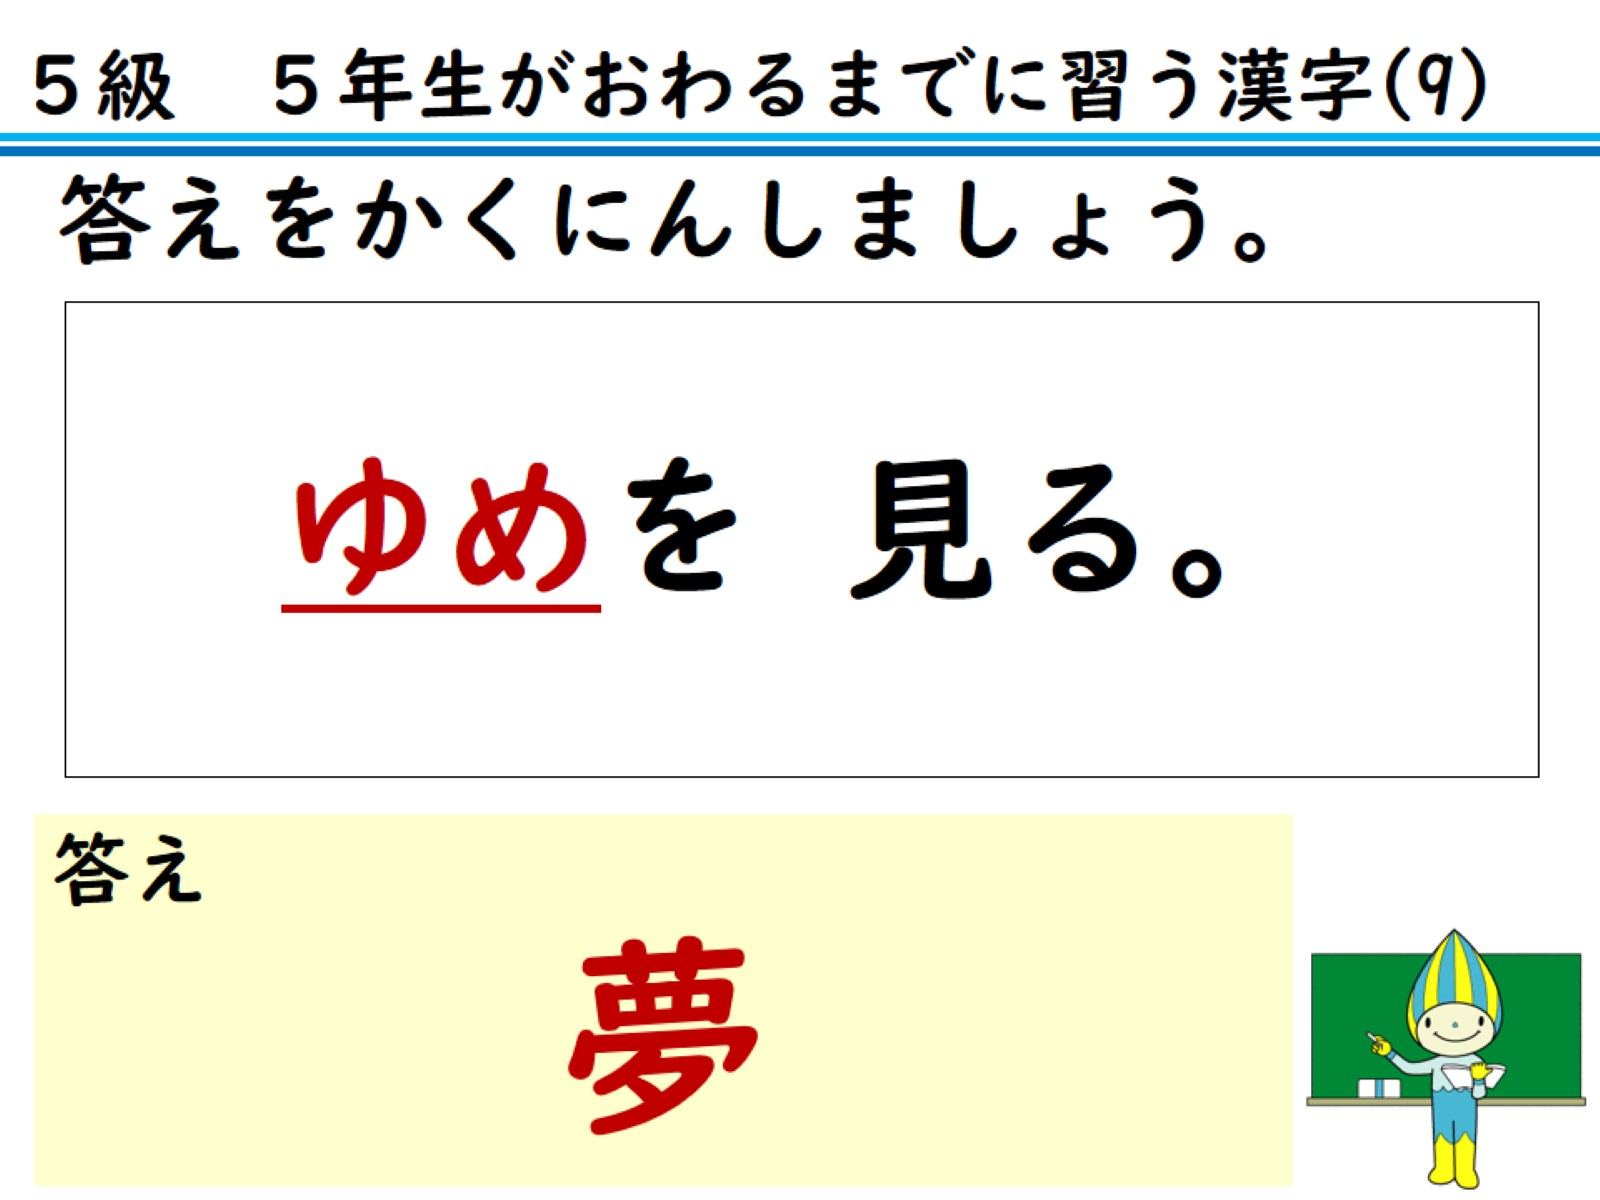 ５級　５年生がおわるまでに習う漢字(9)
答えをかくにんしましょう。
ゆめを 見る。
答え
夢